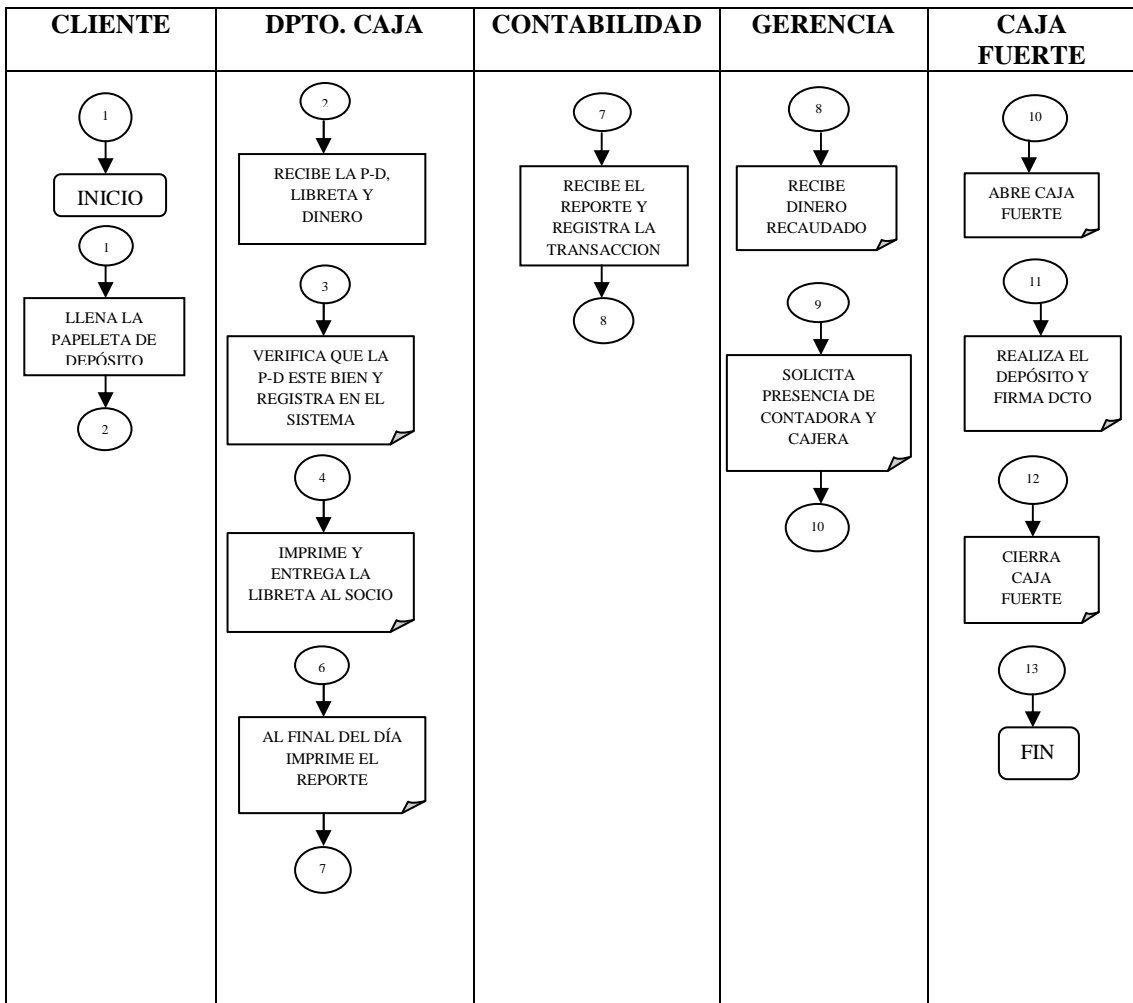 CLIENTE
DPTO. CAJA
CONTABILIDAD
GERENCIA
CAJA
FUERTE
1
INICIO
1
LLENA LA
PAPELETA DE
DEPÓSITO
2
2
RECIBE LA P-D,
LIBRETA Y
DINERO
3
VERIFICA QUE LA
P-D ESTE BIEN Y
REGISTRA EN EL
SISTEMA
4
IMPRIME Y
ENTREGA LA
LIBRETA AL SOCIO
6
AL FINAL DEL DÍA
IMPRIME EL
REPORTE
7
7
RECIBE EL
REPORTE Y
REGISTRA LA
TRANSACCION
8
8
RECIBE
DINERO
RECAUDADO
9
SOLICITA
PRESENCIA DE
CONTADORA Y
CAJERA
10
10
ABRE CAJA
FUERTE
11
REALIZA EL
DEPÓSITO Y
FIRMA DCTO
12
CIERRA
CAJA
FUERTE
13
FIN